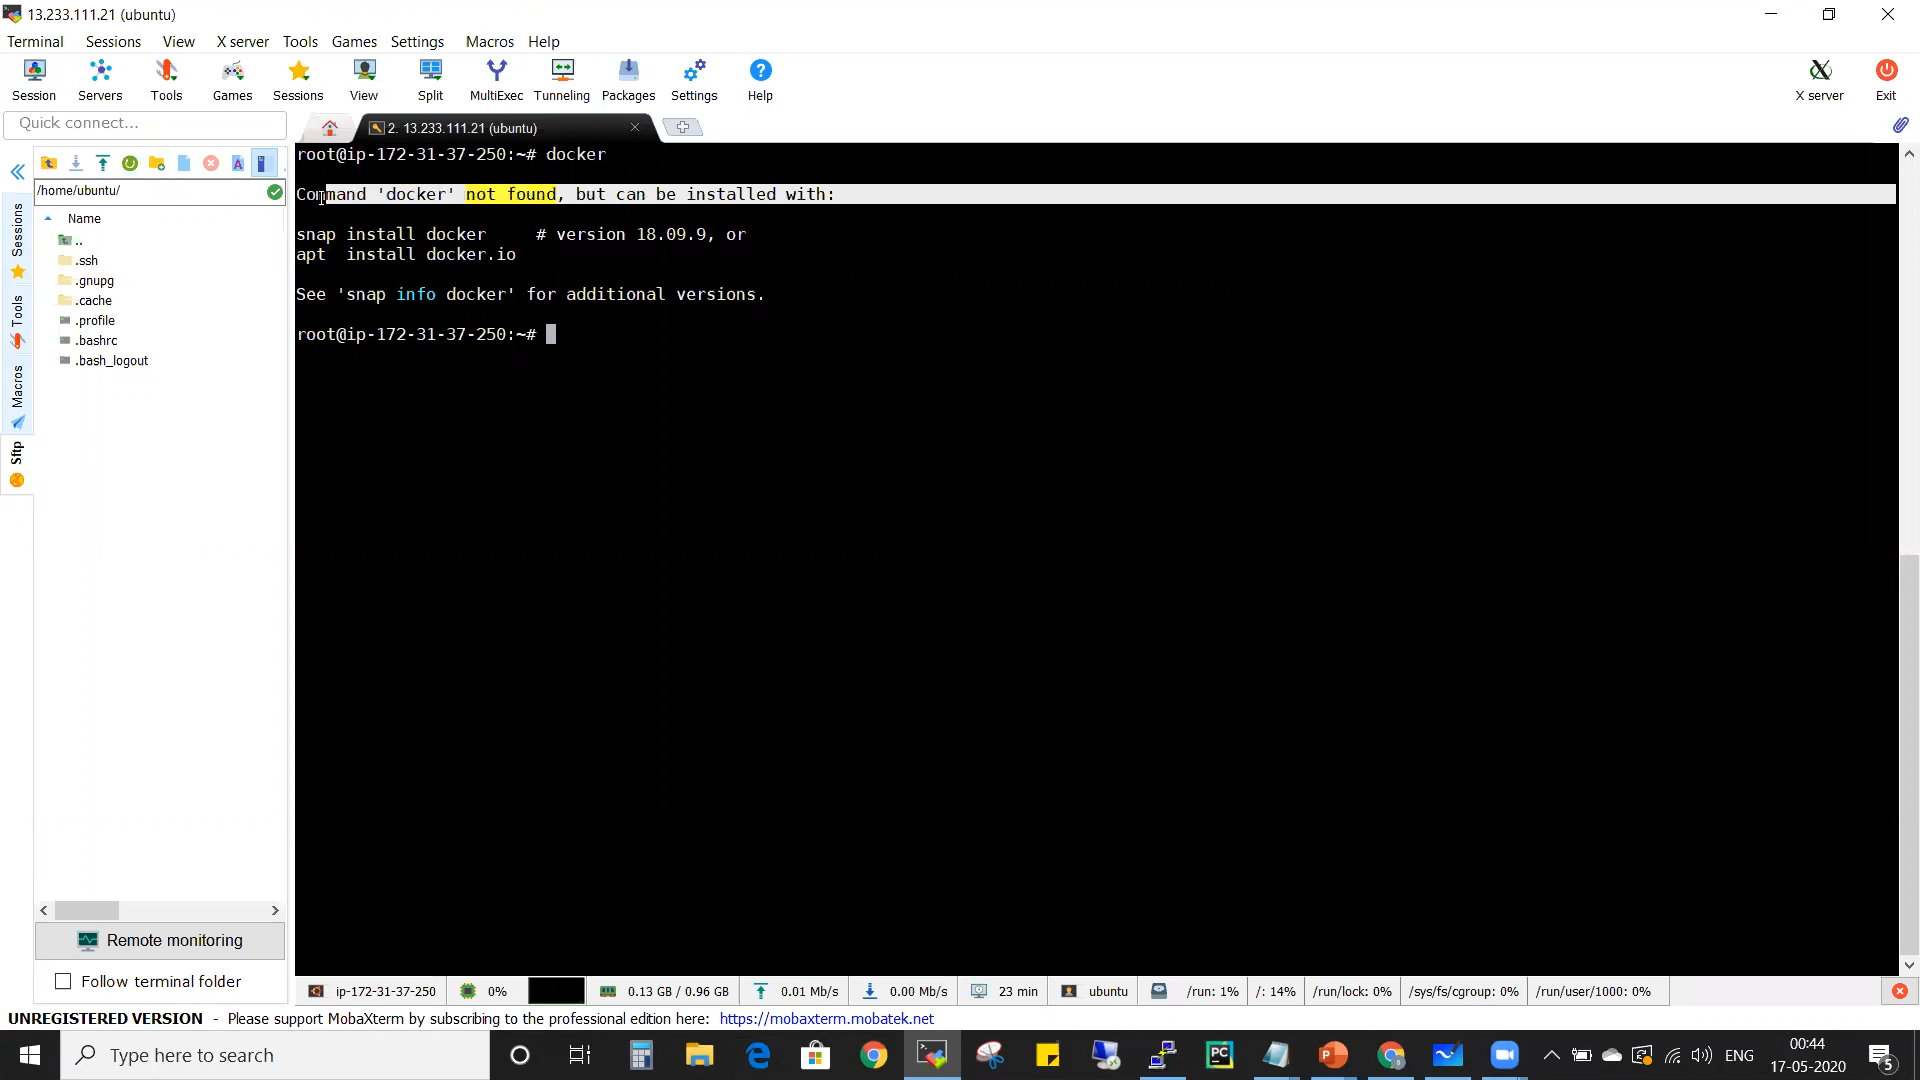 13.233.111.21 (ubuntu)
Terminal Sessions View X server Tools Games Settings Macros Help
Session Servers Tools Games Sessions View Split MultiExec Tunneling Packages Settings Help X server Exit
Quick connect...
2. 13.233.111.21 (ubuntu)
/home/ubuntu/
Name
..
.ssh
.gnupg
.cache
.profile
.bashrc
.bash_logout
Sessions
Tools
Macros
Sftp
root@ip-172-31-37-250:~# docker
Command 'docker' not found, but can be installed with:
snap install docker     # version 18.09.9, or
apt  install docker.io
See 'snap info docker' for additional versions.
root@ip-172-31-37-250:~#
Remote monitoring
Follow terminal folder
ip-172-31-37-250 0% 0.13 GB / 0.96 GB 0.01 Mb/s 0.00 Mb/s 23 min ubuntu /run: 1% /: 14% /run/lock: 0% /sys/fs/cgroup: 0% /run/user/1000: 0%
UNREGISTERED VERSION - Please support MobaXterm by subscribing to the professional edition here: https://mobaxterm.mobatek.net
Type here to search
ENG
00:44
17-05-2020
5